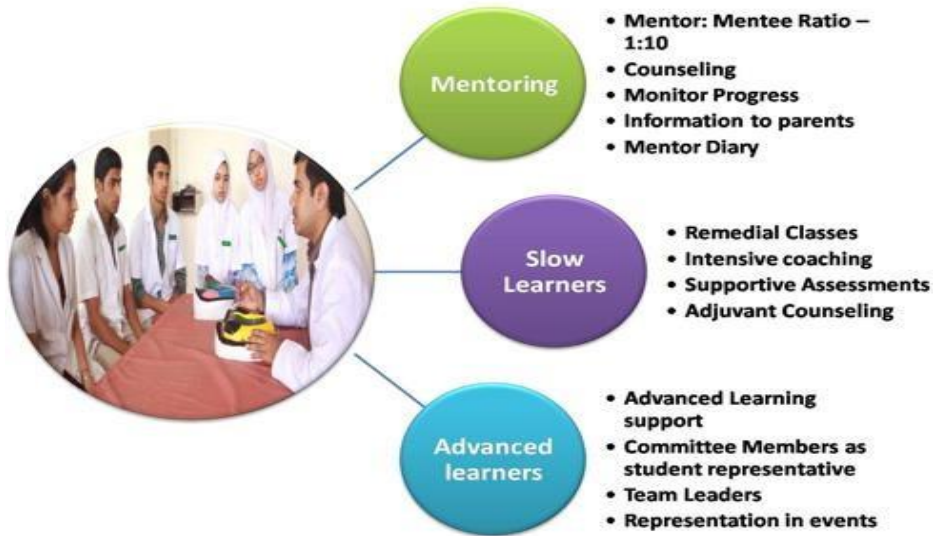 Mentoring
• Mentor: Mentee Ratio –
1:10
• Counseling
• Monitor Progress
• Information to parents
• Mentor Diary
Slow
Learners
• Remedial Classes
• Intensive coaching
• Supportive Assessments
• Adjuvant Counseling
Advanced
learners
• Advanced Learning
support
• Committee Members as
student representative
• Team Leaders
• Representation in events